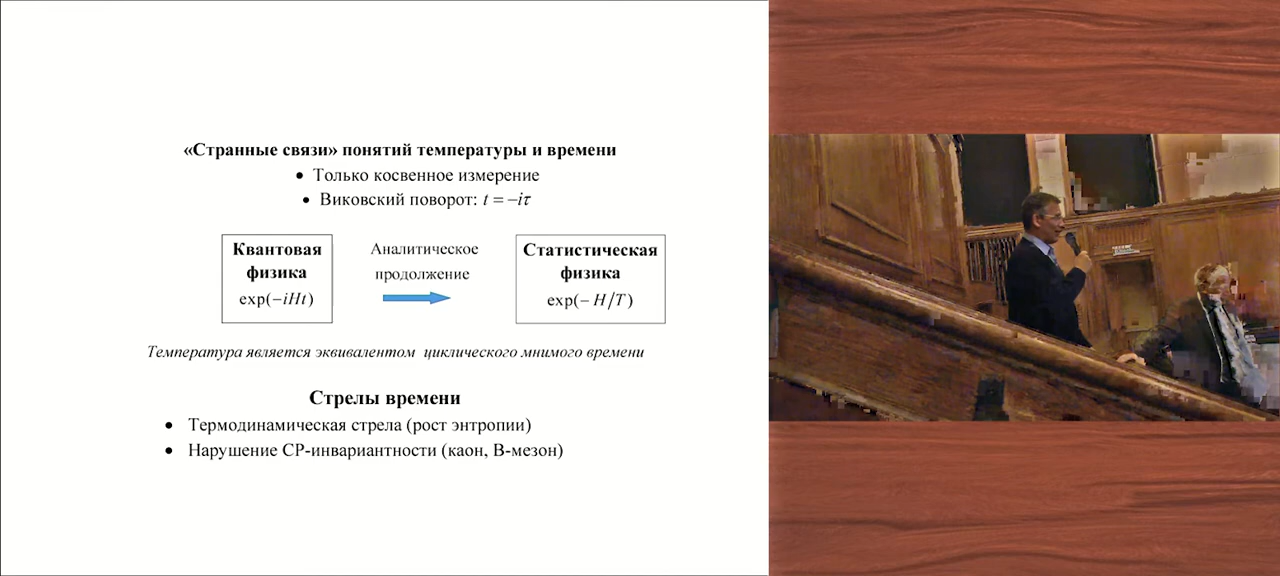 «Странные связи» понятий температуры и времени
• Только косвенное измерение
• Виковский поворот: t = −iτ
Квантовая
физика
exp(−iHt)
Аналитическое
продолжение
Статистическая
физика
exp(− H/T)
Температура является эквивалентом циклического мнимого времени
Стрелы времени
• Термодинамическая стрела (рост энтропии)
• Нарушение CP-инвариантности (каон, B-мезон)